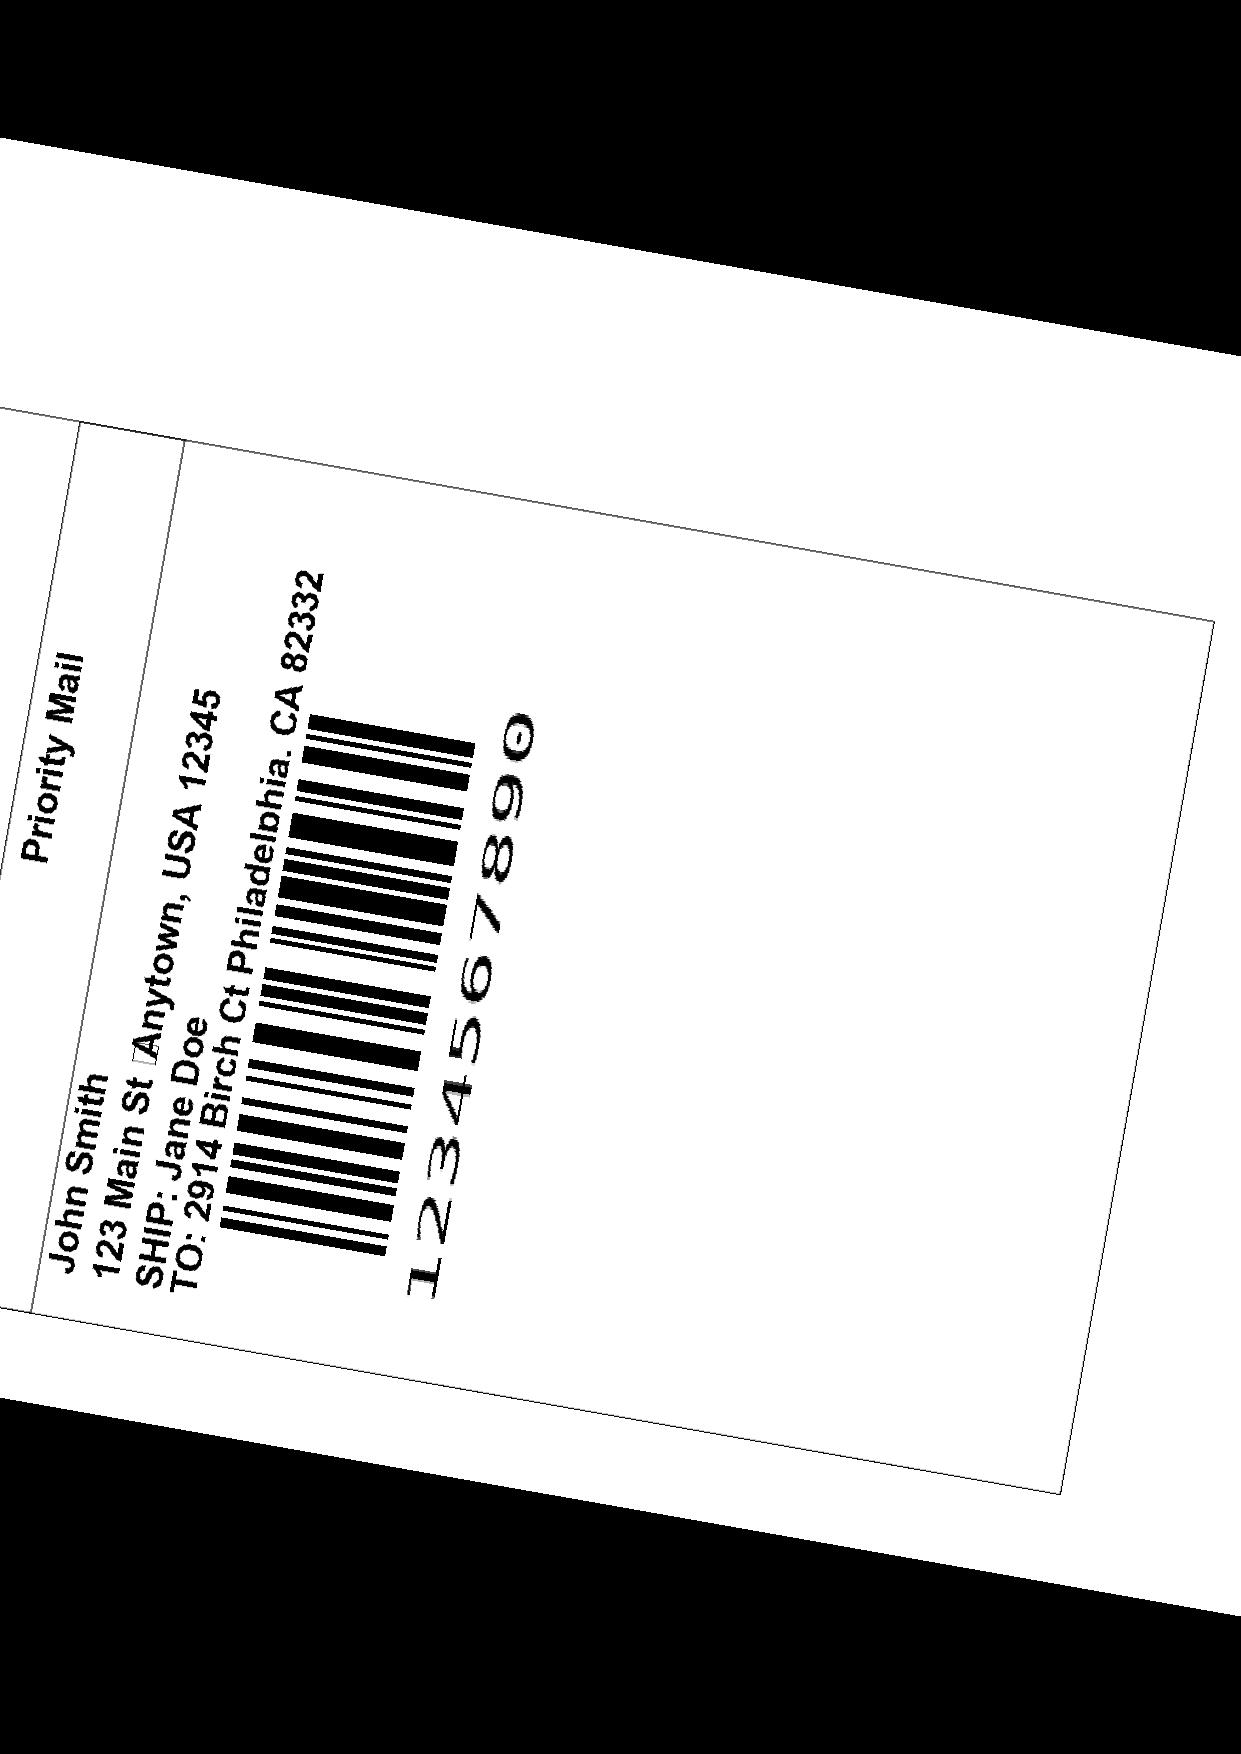 Priority Mail
John Smith
123 Main St Anytown, USA 12345
SHIP: Jane Doe
TO: 2914 Birch Ct Philadelphia. CA 82332
1234567890